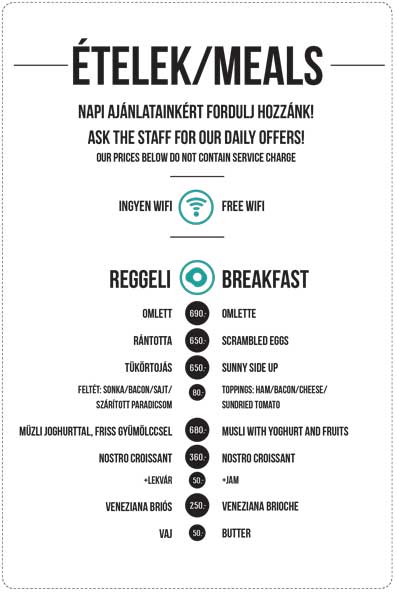 ÉTELEK/MEALS
NAPI AJÁNLATAINKÉRT FORDULJ HOZZÁNK!
ASK THE STAFF FOR OUR DAILY OFFERS!
OUR PRICES BELOW DO NOT CONTAIN SERVICE CHARGE
INGYEN WIFI FREE WIFI
REGGELI BREAKFAST
OMLETT 690.- OMLETTE
RÁNTOTTA 650.- SCRAMBLED EGGS
TÜKÖRTOJÁS 650.- SUNNY SIDE UP
FELTÉT: SONKA/BACON/SAJT/ 80.- TOPPINGS: HAM/BACON/CHEESE/
SZÁRÍTOTT PARADICSOM SUNDRIED TOMATO
MÜZLI JOGHURTTAL, FRISS GYÜMÖLCCSEL 680.- MUSLI WITH YOGHURT AND FRUITS
NOSTRO CROISSANT 360.- NOSTRO CROISSANT
+LEKVÁR 50.- +JAM
VENEZIANA BRIÓS 250.- VENEZIANA BRIOCHE
VAJ 50.- BUTTER